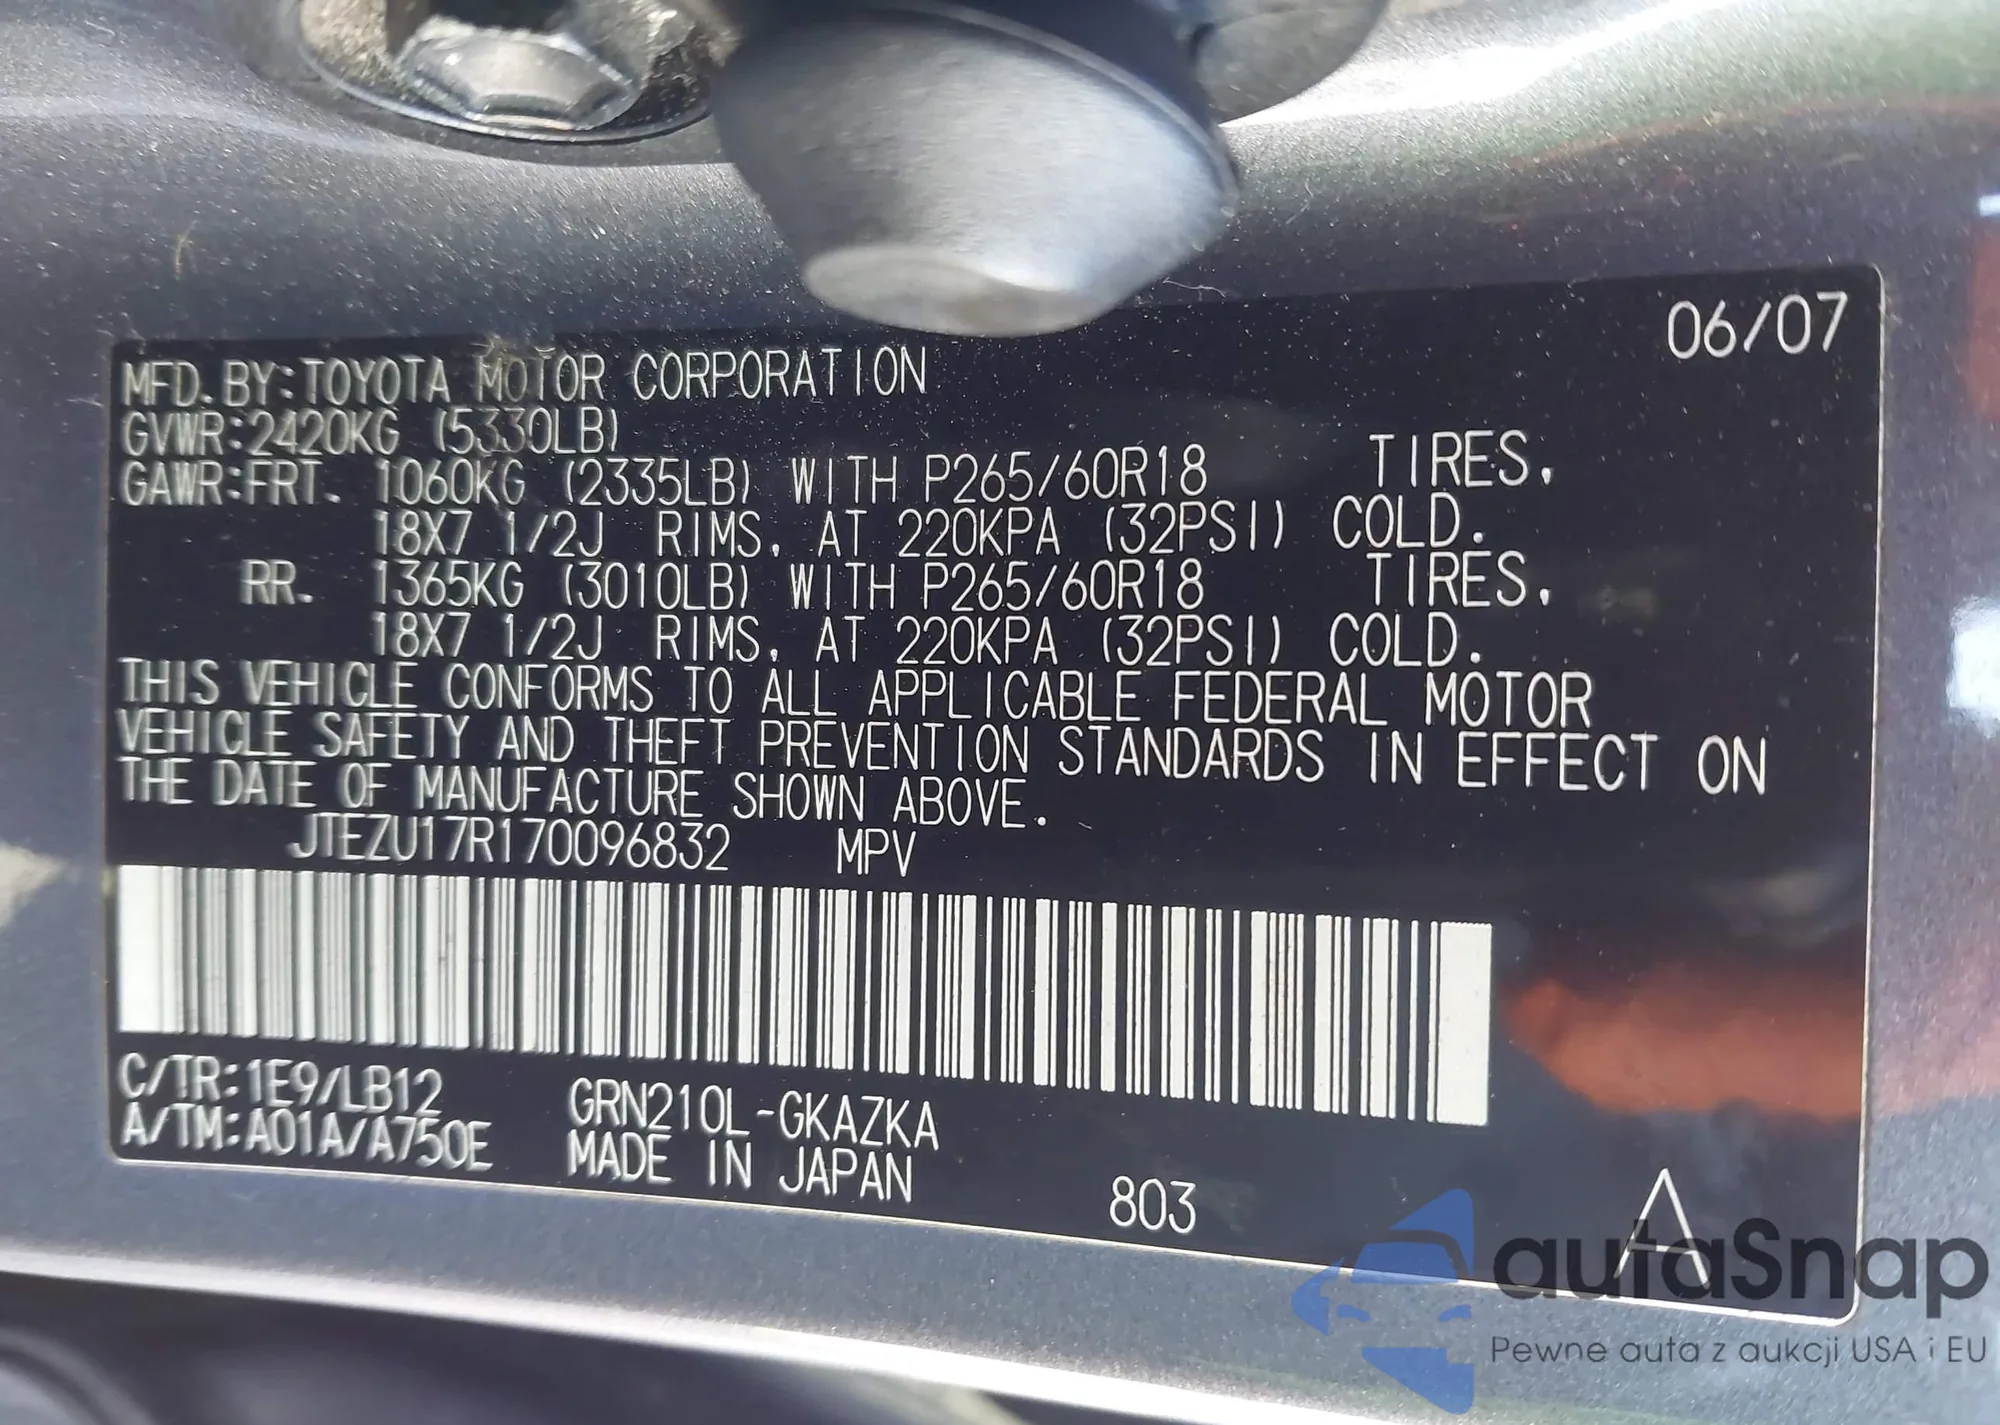 06/07
MFD. BY:TOYOTA MOTOR CORPORATION
GVWR:2420KG (5330LB)
GAWR:FRT. 1060KG (2335LB) WITH P265/60R18 TIRES,
18X7 1/2J RIMS, AT 220KPA (32PSI) COLD.
RR. 1365KG (3010LB) WITH P265/60R18 TIRES,
18X7 1/2J RIMS, AT 220KPA (32PSI) COLD.
THIS VEHICLE CONFORMS TO ALL APPLICABLE FEDERAL MOTOR
VEHICLE SAFETY AND THEFT PREVENTION STANDARDS IN EFFECT ON
THE DATE OF MANUFACTURE SHOWN ABOVE.
JTEZU17R170096832 MPV
C/TR:1E9/LB12 GRN210L-GKAZKA
A/TM:A01A/A750E MADE IN JAPAN
803 A
autaSnap
Pewne auta z aukcji USA i EU